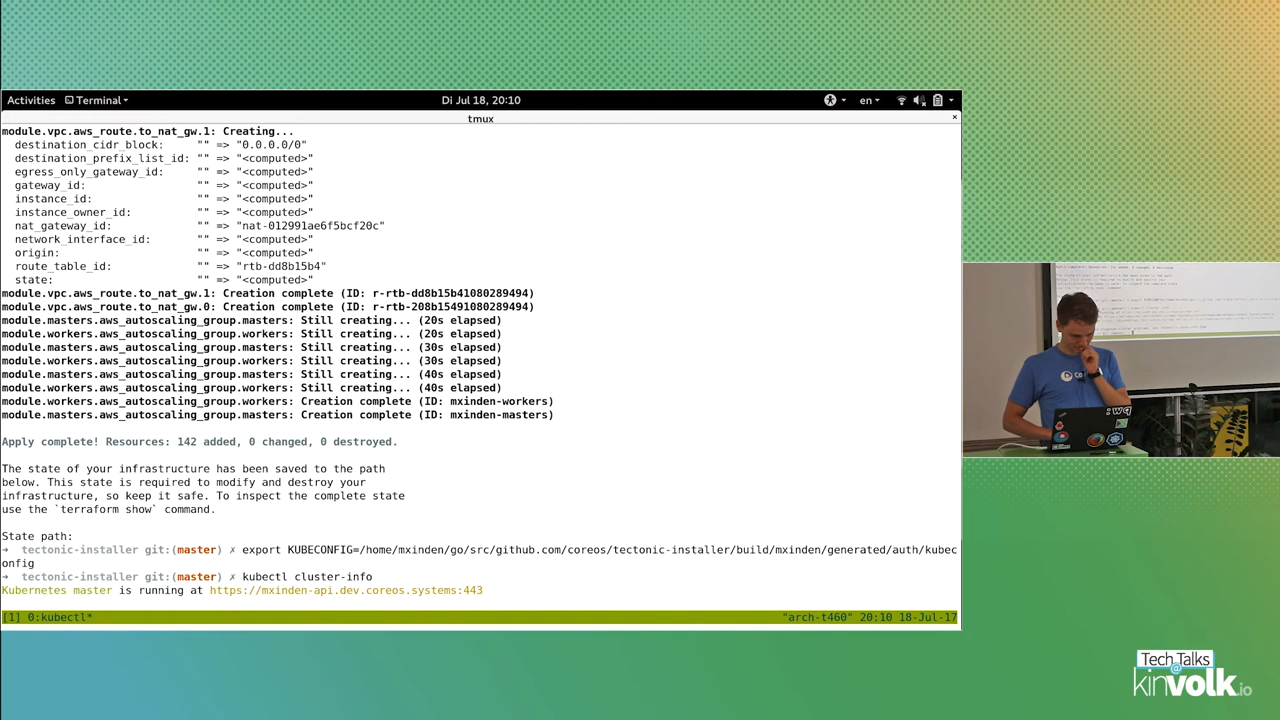 Activities Terminal Di Jul 18, 20:10 en
tmux
module.vpc.aws_route.to_nat_gw.1: Creating...
destination_cidr_block: "" => "0.0.0.0/0"
destination_prefix_list_id: "" => "<computed>"
egress_only_gateway_id: "" => "<computed>"
gateway_id: "" => "<computed>"
instance_id: "" => "<computed>"
instance_owner_id: "" => "<computed>"
nat_gateway_id: "" => "nat-012991ae6f5bcf20c"
network_interface_id: "" => "<computed>"
origin: "" => "<computed>"
route_table_id: "" => "rtb-dd8b15b4"
state: "" => "<computed>"
module.vpc.aws_route.to_nat_gw.1: Creation complete (ID: r-rtb-dd8b15b41080289494)
module.vpc.aws_route.to_nat_gw.0: Creation complete (ID: r-rtb-208b15491080289494)
module.masters.aws_autoscaling_group.masters: Still creating... (20s elapsed)
module.workers.aws_autoscaling_group.workers: Still creating... (20s elapsed)
module.masters.aws_autoscaling_group.masters: Still creating... (30s elapsed)
module.workers.aws_autoscaling_group.workers: Still creating... (30s elapsed)
module.masters.aws_autoscaling_group.masters: Still creating... (40s elapsed)
module.workers.aws_autoscaling_group.workers: Still creating... (40s elapsed)
module.workers.aws_autoscaling_group.workers: Creation complete (ID: mxinden-workers)
module.masters.aws_autoscaling_group.masters: Creation complete (ID: mxinden-masters)
Apply complete! Resources: 142 added, 0 changed, 0 destroyed.
The state of your infrastructure has been saved to the path
below. This state is required to modify and destroy your
infrastructure, so keep it safe. To inspect the complete state
use the `terraform show` command.
State path:
➜ tectonic-installer git:(master) ✗ export KUBECONFIG=/home/mxinden/go/src/github.com/coreos/tectonic-installer/build/mxinden/generated/auth/kubec
onfig
➜ tectonic-installer git:(master) ✗ kubectl cluster-info
Kubernetes master is running at https://mxinden-api.dev.coreos.systems:443
[1] 0:kubectl* "arch-t460" 20:10 18-Jul-17
:wq
Tech Talks
@
kinvolk.io